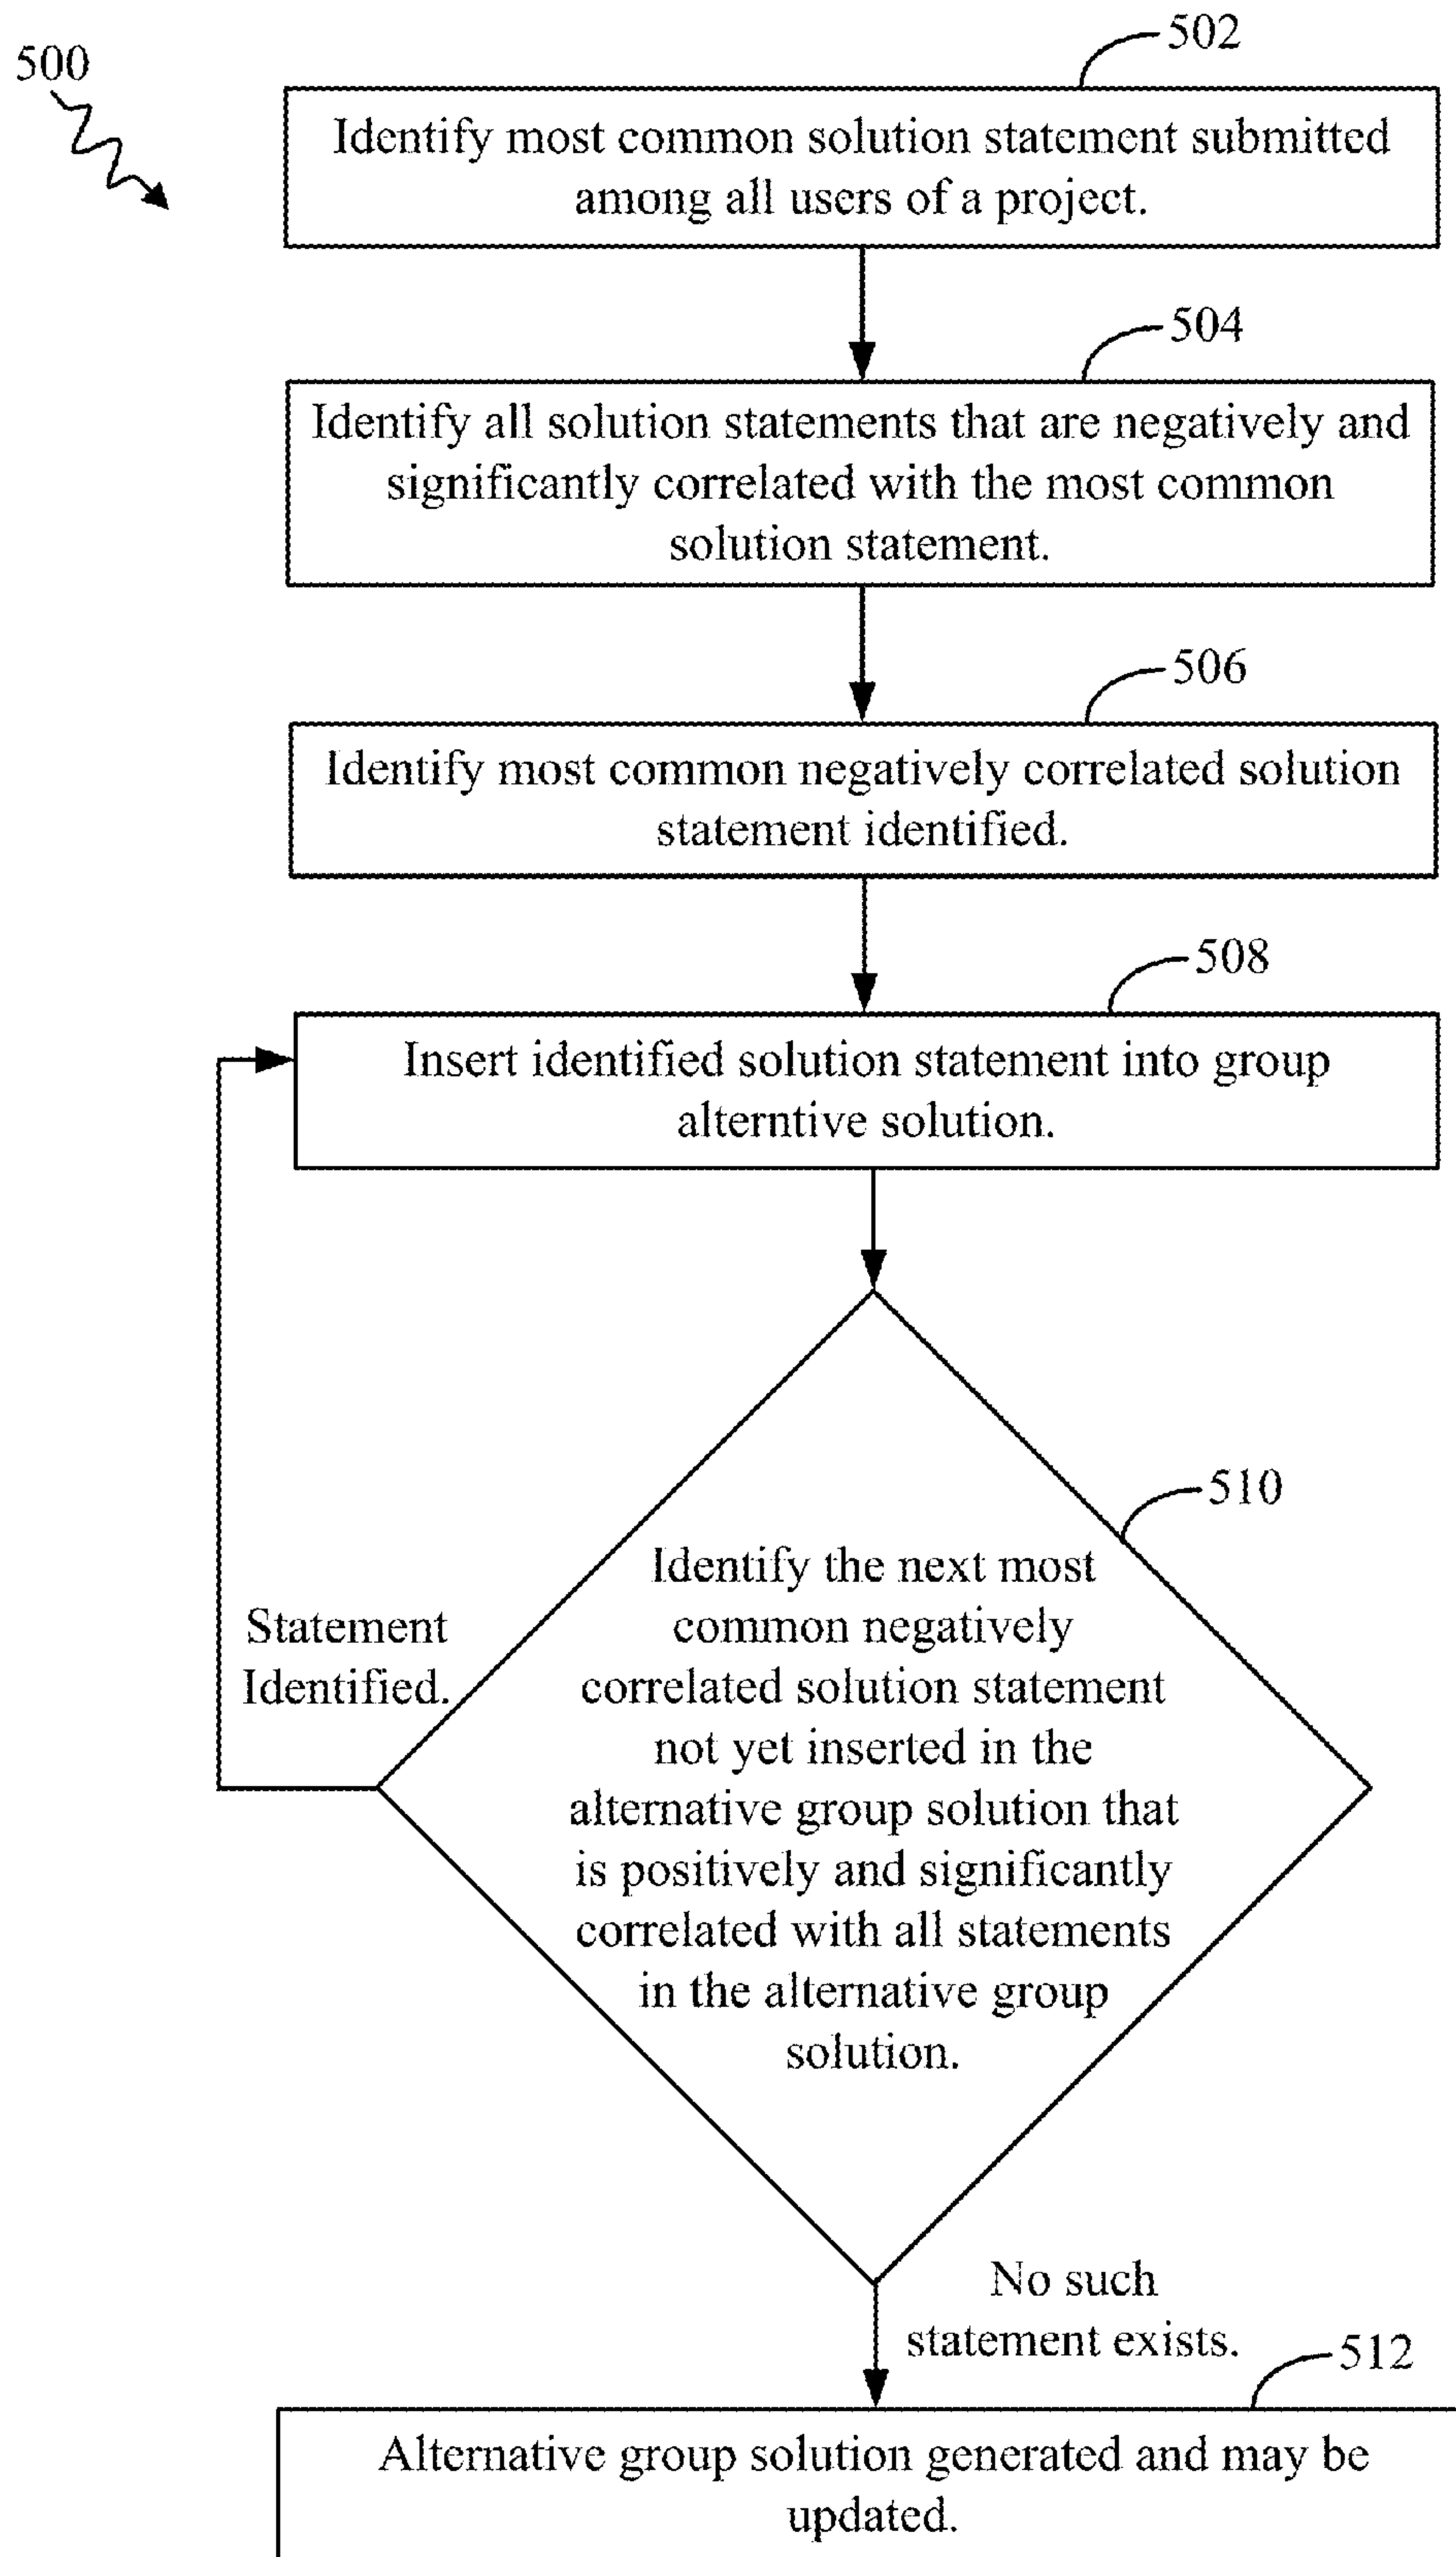 500
502
Identify most common solution statement submitted
among all users of a project.
504
Identify all solution statements that are negatively and
significantly correlated with the most common
solution statement.
506
Identify most common negatively correlated solution
statement identified.
508
Insert identified solution statement into group
alterntive solution.
510
Identify the next most
common negatively
correlated solution statement
not yet inserted in the
alternative group solution that
is positively and significantly
correlated with all statements
in the alternative group
solution.
Statement
Identified.
No such
statement exists.
512
Alternative group solution generated and may be
updated.